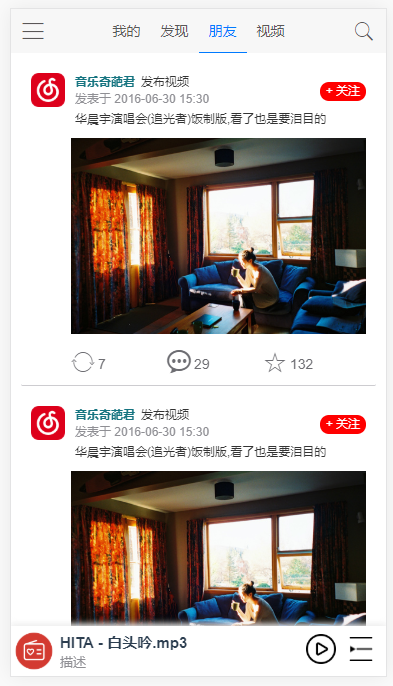 我的 发现 朋友 视频
音乐奇葩君 发布视频
发表于 2016-06-30 15:30
+ 关注
华晨宇演唱会(追光者)饭制版,看了也是要泪目的
7 29 132
音乐奇葩君 发布视频
发表于 2016-06-30 15:30
+ 关注
华晨宇演唱会(追光者)饭制版,看了也是要泪目的
HITA - 白头吟.mp3
描述